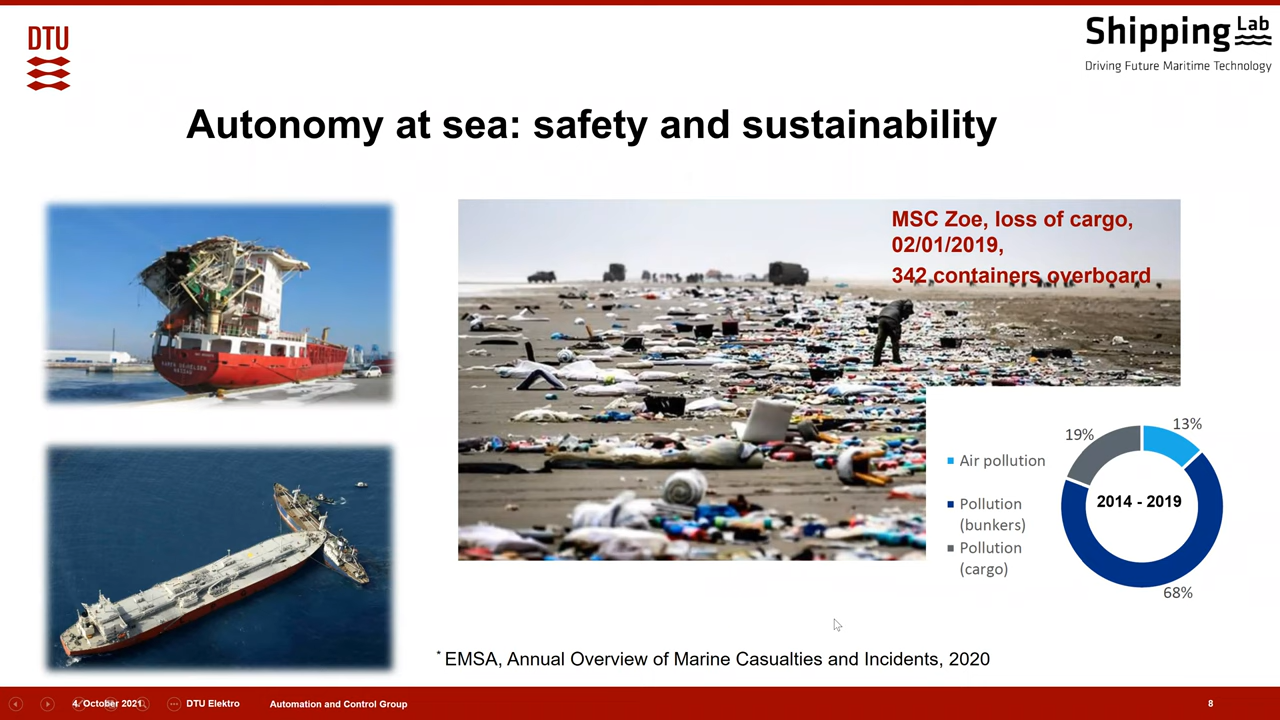 DTU
Shipping Lab
Driving Future Maritime Technology
Autonomy at sea: safety and sustainability
MSC Zoe, loss of cargo,
02/01/2019,
342 containers overboard
19%
13%
Air pollution
Pollution
(bunkers)
Pollution
(cargo)
2014 - 2019
68%
* EMSA, Annual Overview of Marine Casualties and Incidents, 2020
4. October 2021
DTU Elektro
Automation and Control Group
8